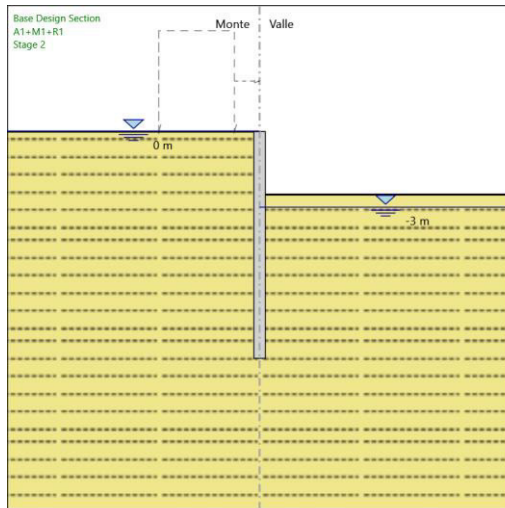 Base Design Section
A1+M1+R1
Stage 2
Monte
Valle
0 m
-3 m